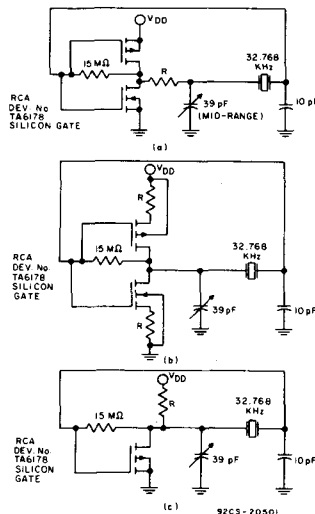 VDD
32.768
KHz
15 MΩ
R
RCA
DEV. No.
TA6178
SILICON GATE
39 pF
(MID-RANGE)
10 pF
(a)
VDD
R
32.768
KHz
15 MΩ
RCA
DEV. No.
TA6178
SILICON
GATE
39 pF
10 pF
R
(b)
VDD
R
32.768
KHz
15 MΩ
RCA
DEV. No.
TA6178
SILICON
GATE
39 pF
10 pF
(c)
92CS-20501